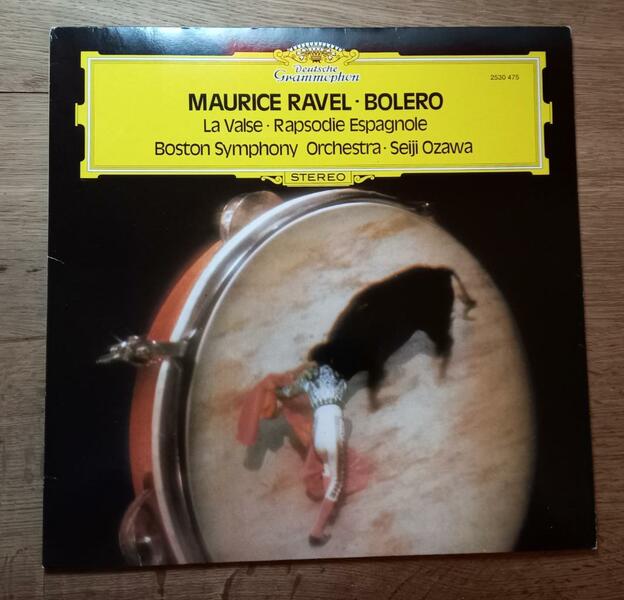 Deutsche
Grammophon
2530 475
MAURICE RAVEL · BOLERO
La Valse · Rapsodie Espagnole
Boston Symphony Orchestra · Seiji Ozawa
STEREO